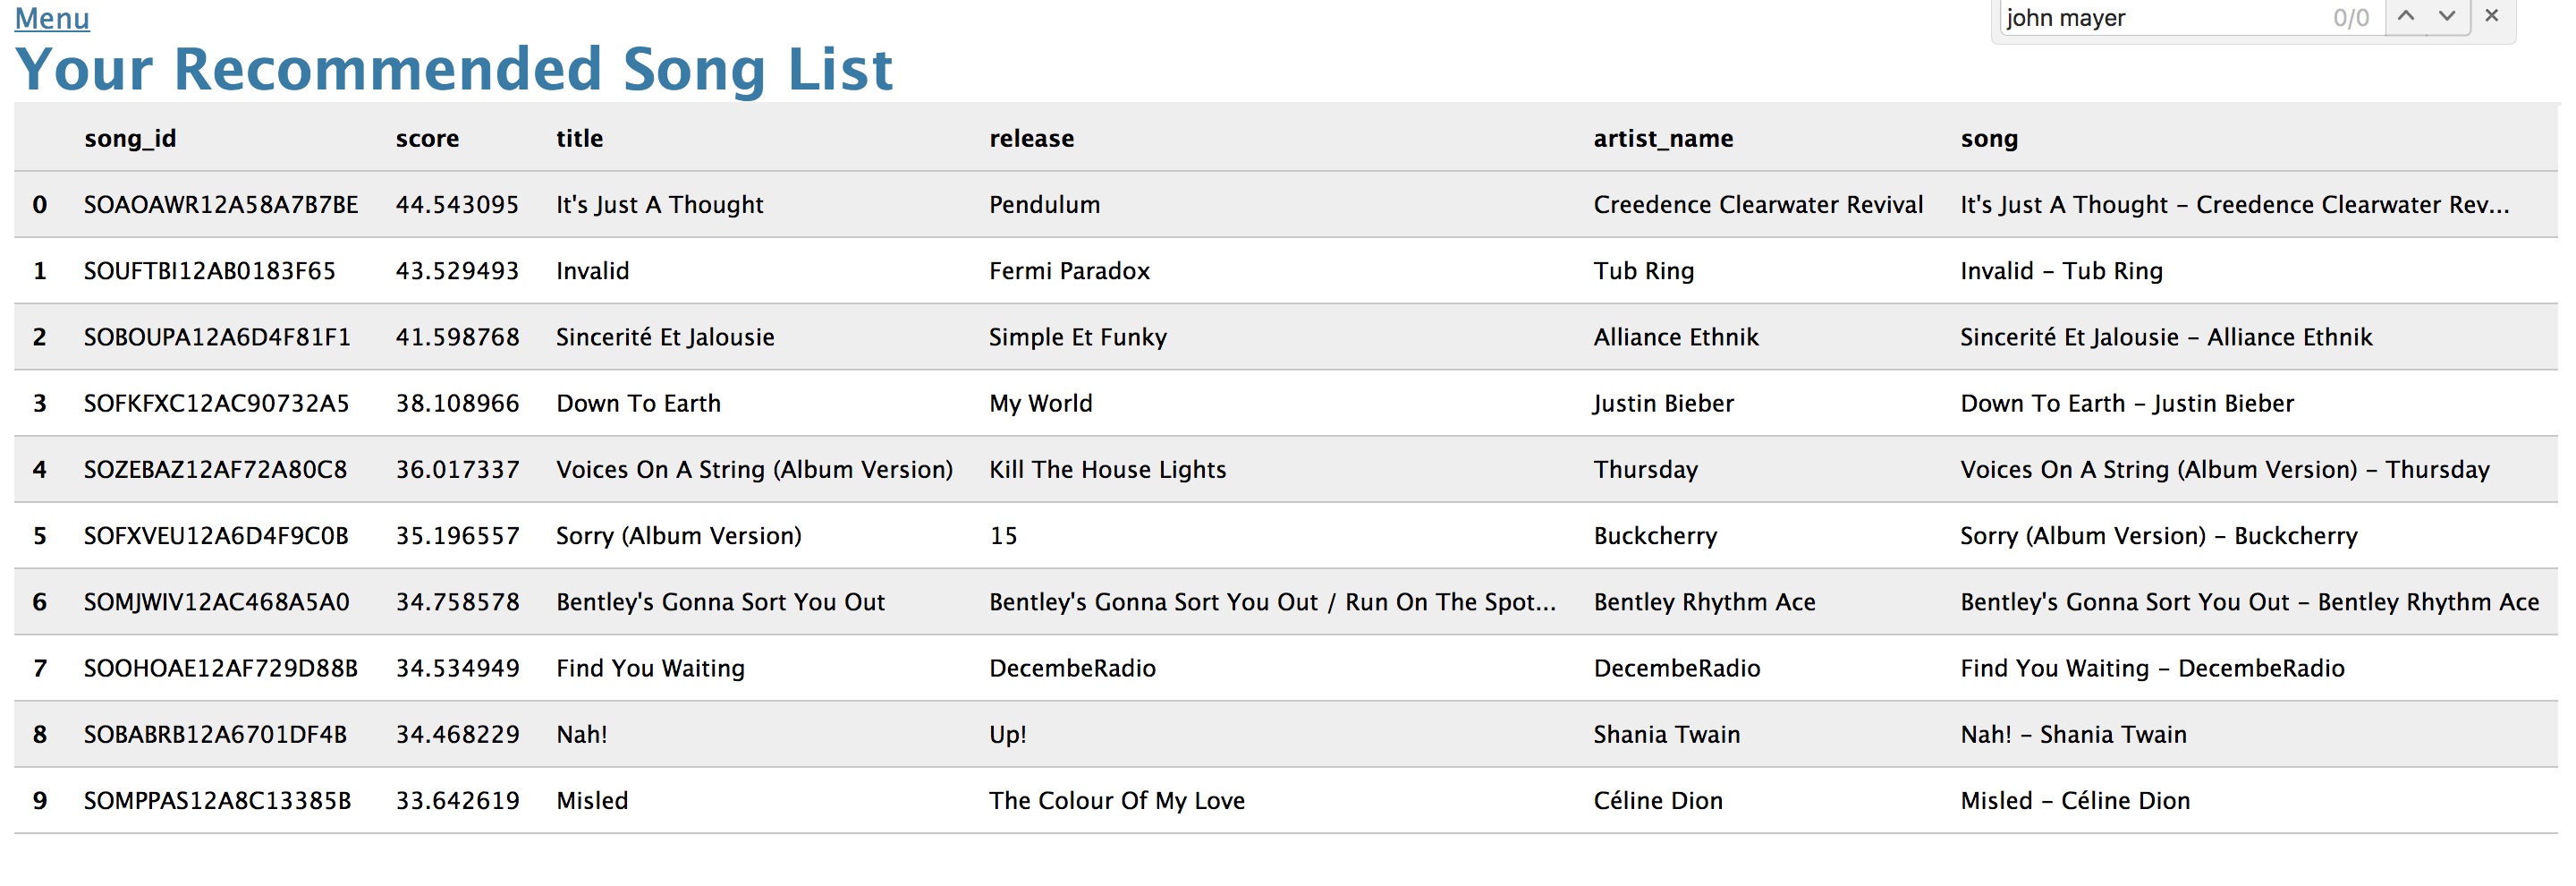 Menu
john mayer 0/0
Your Recommended Song List
song_id score title release artist_name song
0 SOAOAWR12A58A7B7BE 44.543095 It's Just A Thought Pendulum Creedence Clearwater Revival It's Just A Thought - Creedence Clearwater Rev...
1 SOUFTBI12AB0183F65 43.529493 Invalid Fermi Paradox Tub Ring Invalid - Tub Ring
2 SOBOUPA12A6D4F81F1 41.598768 Sincerité Et Jalousie Simple Et Funky Alliance Ethnik Sincerité Et Jalousie - Alliance Ethnik
3 SOFKFXC12AC90732A5 38.108966 Down To Earth My World Justin Bieber Down To Earth - Justin Bieber
4 SOZEBAZ12AF72A80C8 36.017337 Voices On A String (Album Version) Kill The House Lights Thursday Voices On A String (Album Version) - Thursday
5 SOFXVEU12A6D4F9C0B 35.196557 Sorry (Album Version) 15 Buckcherry Sorry (Album Version) - Buckcherry
6 SOMJWIV12AC468A5A0 34.758578 Bentley's Gonna Sort You Out Bentley's Gonna Sort You Out / Run On The Spot... Bentley Rhythm Ace Bentley's Gonna Sort You Out - Bentley Rhythm Ace
7 SOOHOAE12AF729D88B 34.534949 Find You Waiting DecembeRadio DecembeRadio Find You Waiting - DecembeRadio
8 SOBABRB12A6701DF4B 34.468229 Nah! Up! Shania Twain Nah! - Shania Twain
9 SOMPPAS12A8C13385B 33.642619 Misled The Colour Of My Love Céline Dion Misled - Céline Dion